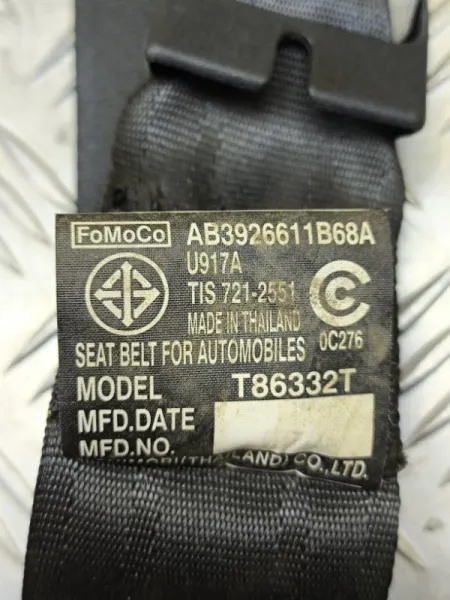 FoMoCo AB3926611B68A
U917A
TIS 721-2551
MADE IN THAILAND
0C276
SEAT BELT FOR AUTOMOBILES
MODEL T86332T
MFD.DATE
MFD.NO.
(THAILAND) CO.,LTD.